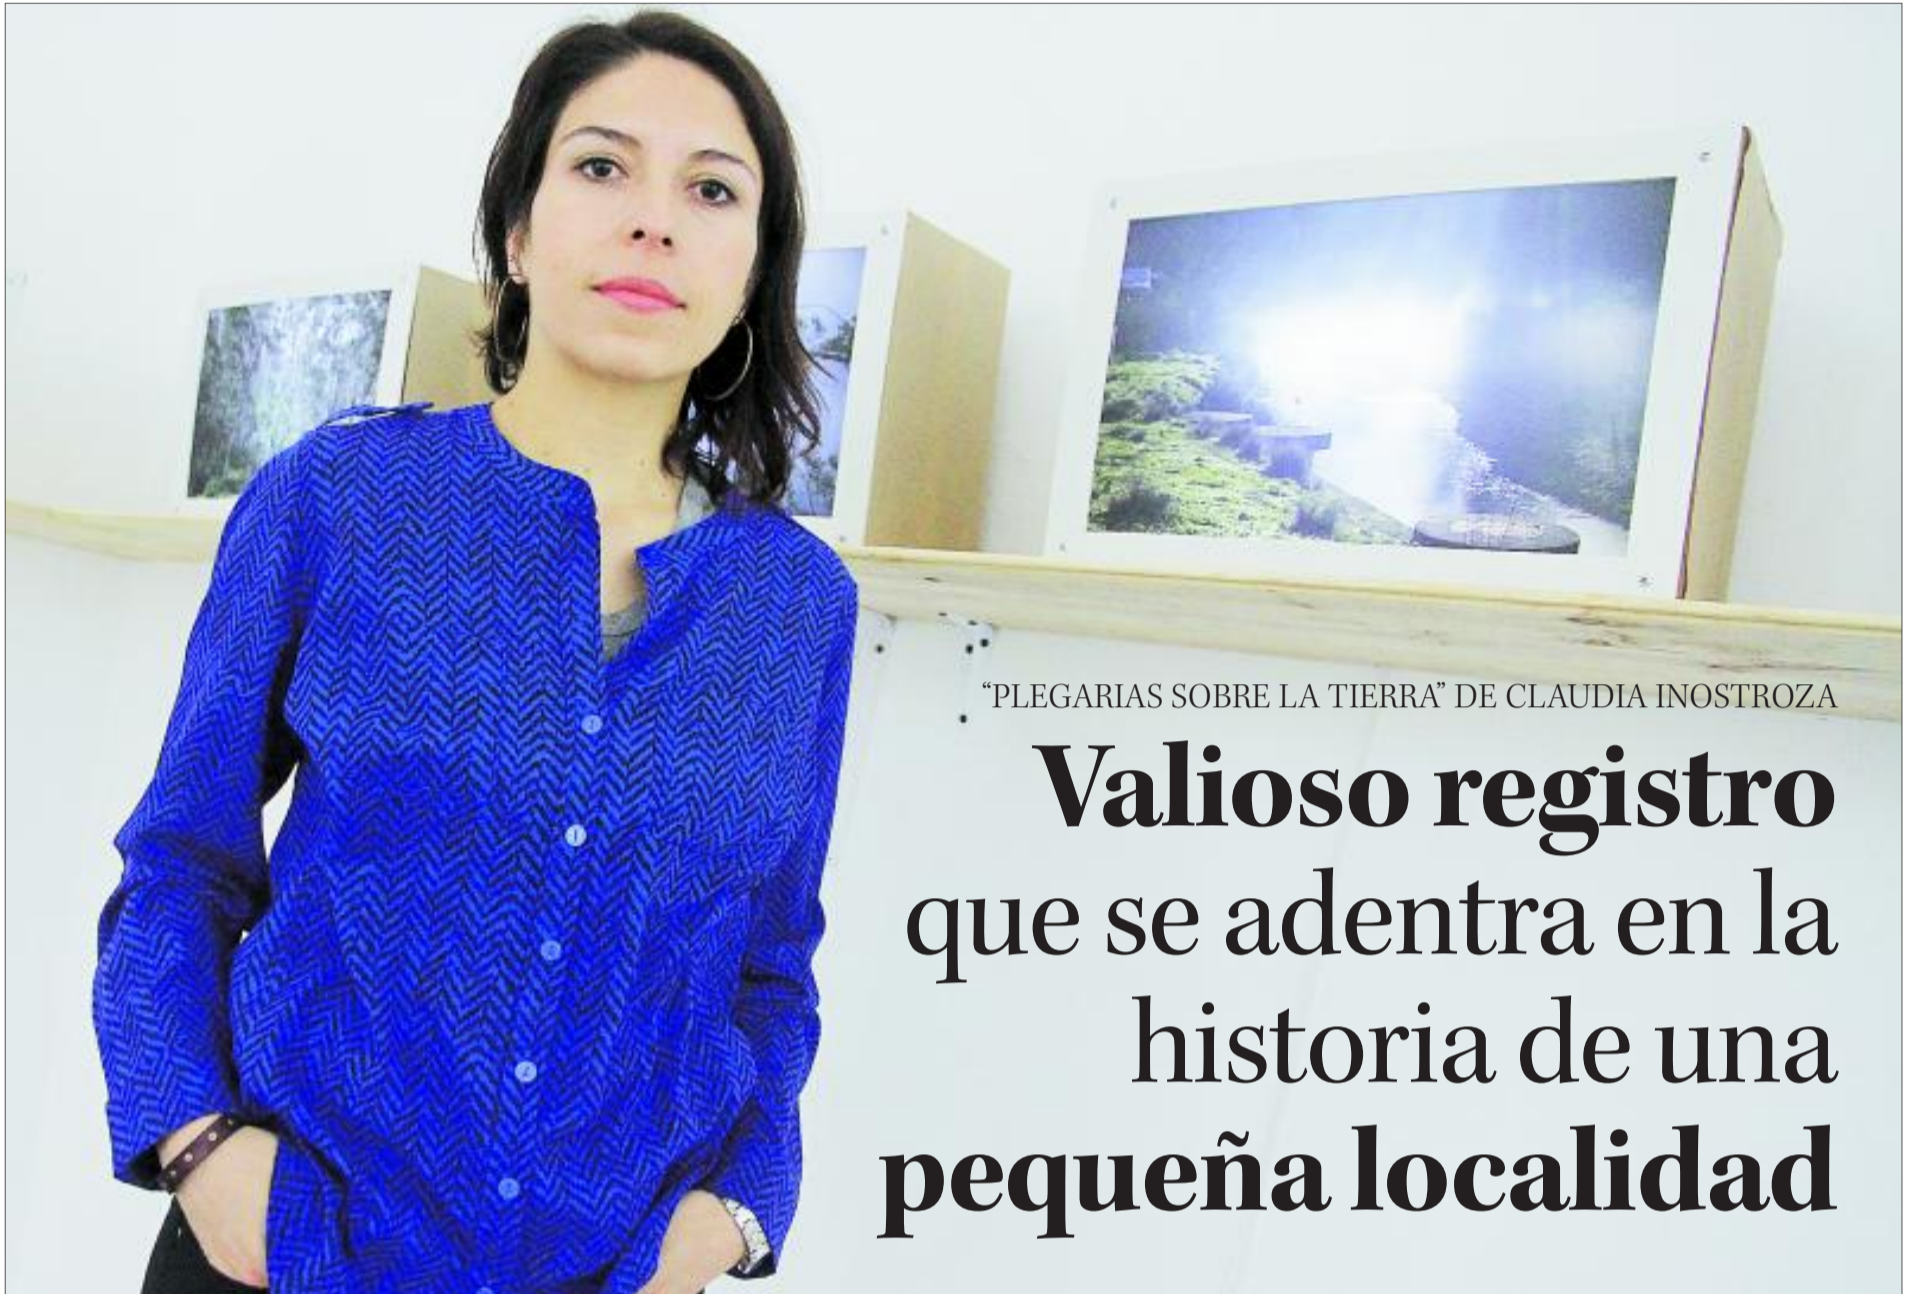 “PLEGARIAS SOBRE LA TIERRA” DE CLAUDIA INOSTROZA
Valioso registro
que se adentra en la
historia de una
pequeña localidad